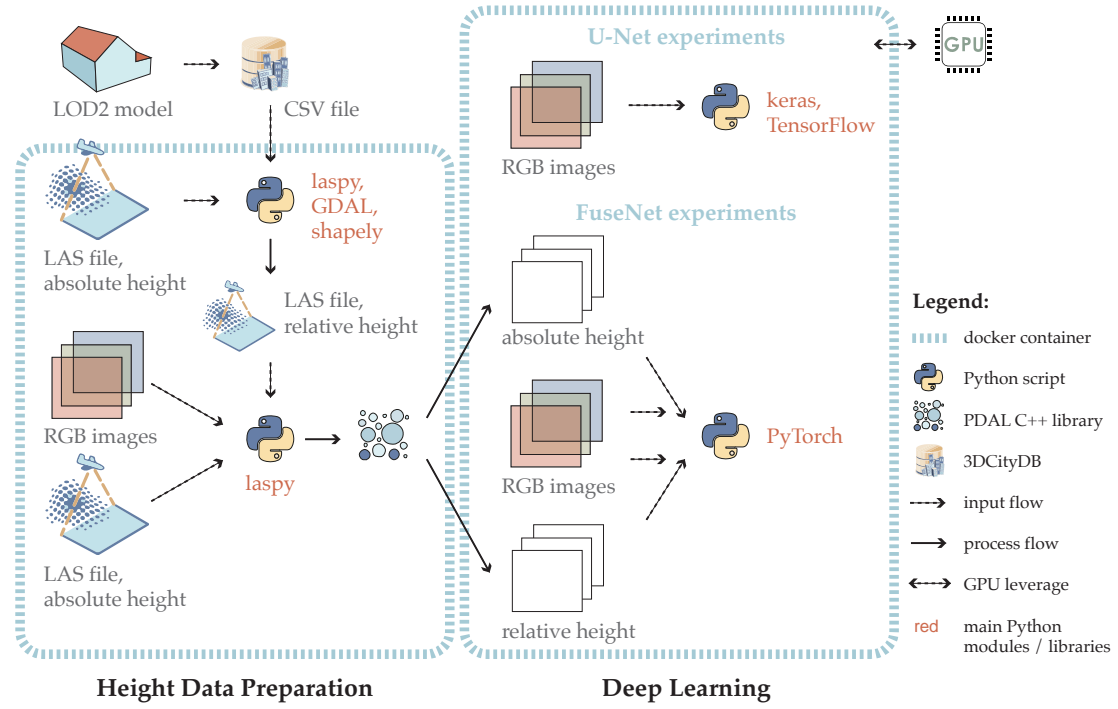 LOD2 model
CSV file
LAS file,
absolute height
laspy,
GDAL,
shapely
LAS file,
relative height
RGB images
laspy
LAS file,
absolute height
Height Data Preparation
U-Net experiments
RGB images
keras,
TensorFlow
FuseNet experiments
absolute height
RGB images
PyTorch
relative height
Deep Learning
GPU
Legend:
docker container
Python script
PDAL C++ library
3DCityDB
input flow
process flow
GPU leverage
red
main Python
modules / libraries